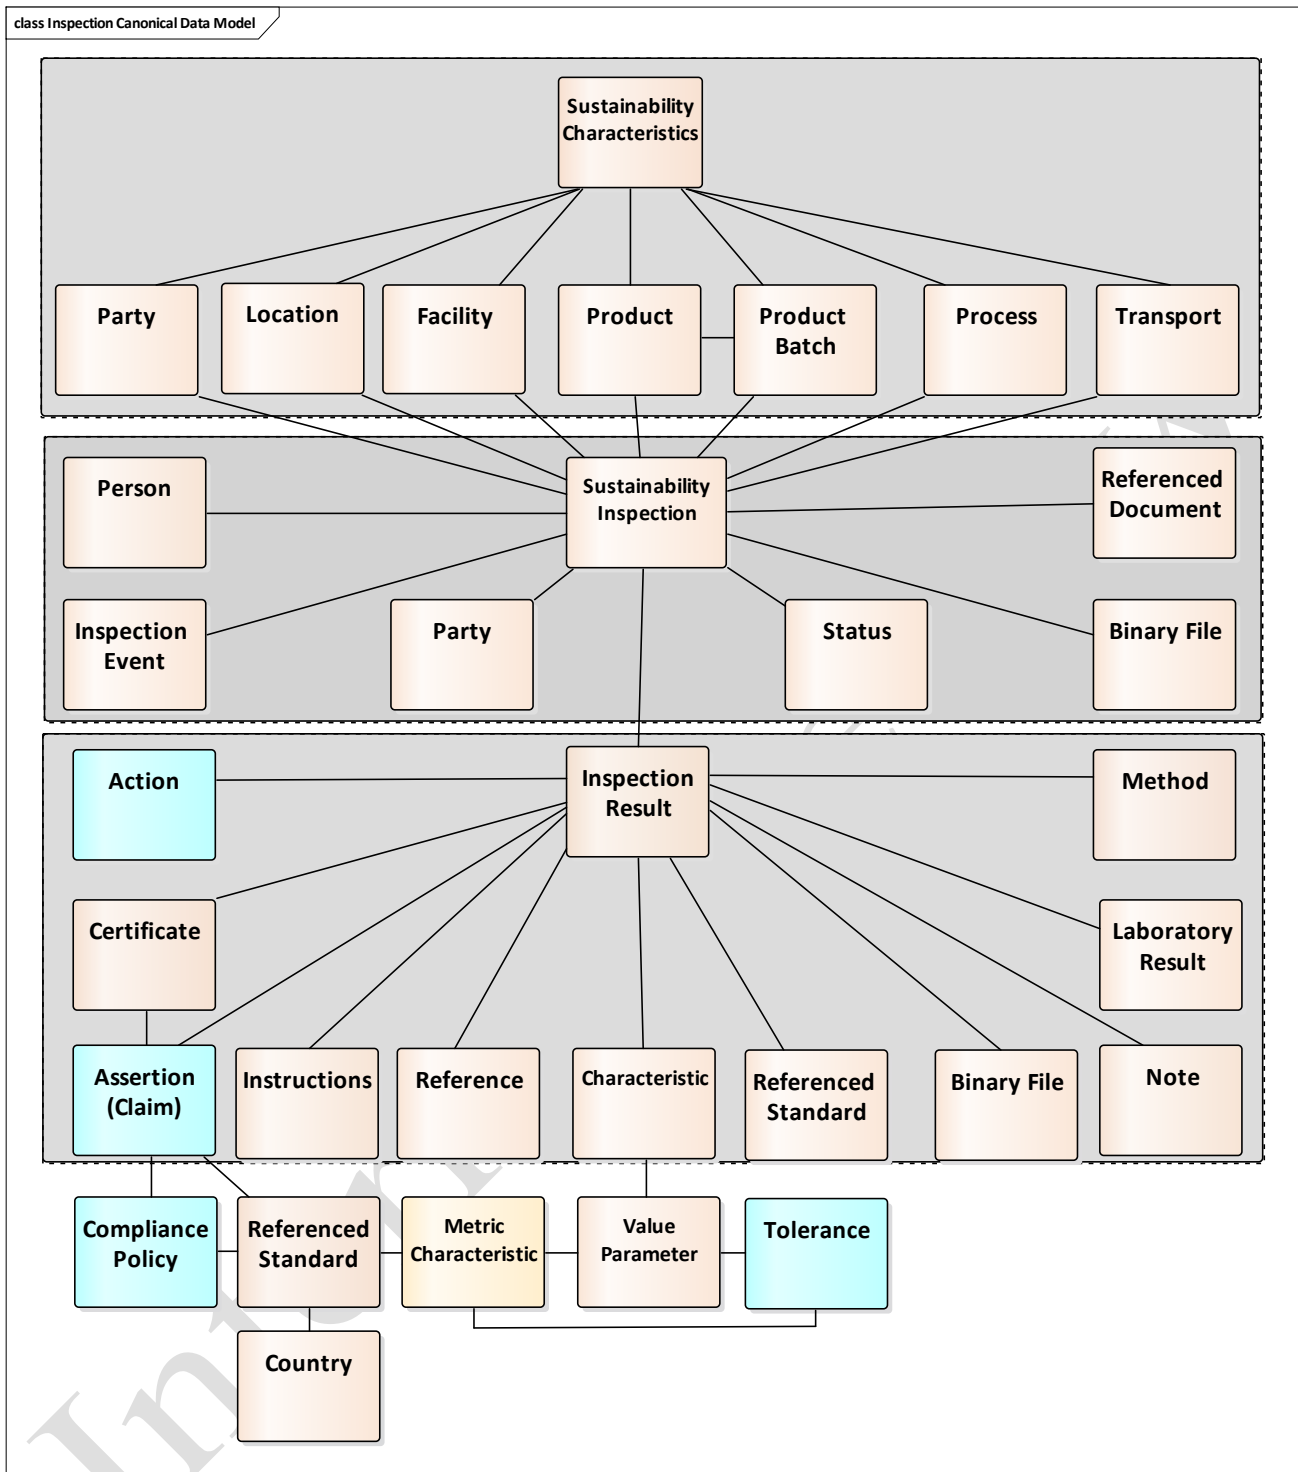 class Inspection Canonical Data Model
Sustainability
Characteristics
Party
Location
Facility
Product
Product
Batch
Process
Transport
Person
Sustainability
Inspection
Referenced
Document
Inspection
Event
Party
Status
Binary File
Action
Inspection
Result
Method
Certificate
Laboratory
Result
Assertion
(Claim)
Instructions
Reference
Characteristic
Referenced
Standard
Binary File
Note
Compliance
Policy
Referenced
Standard
Metric
Characteristic
Value
Parameter
Tolerance
Country